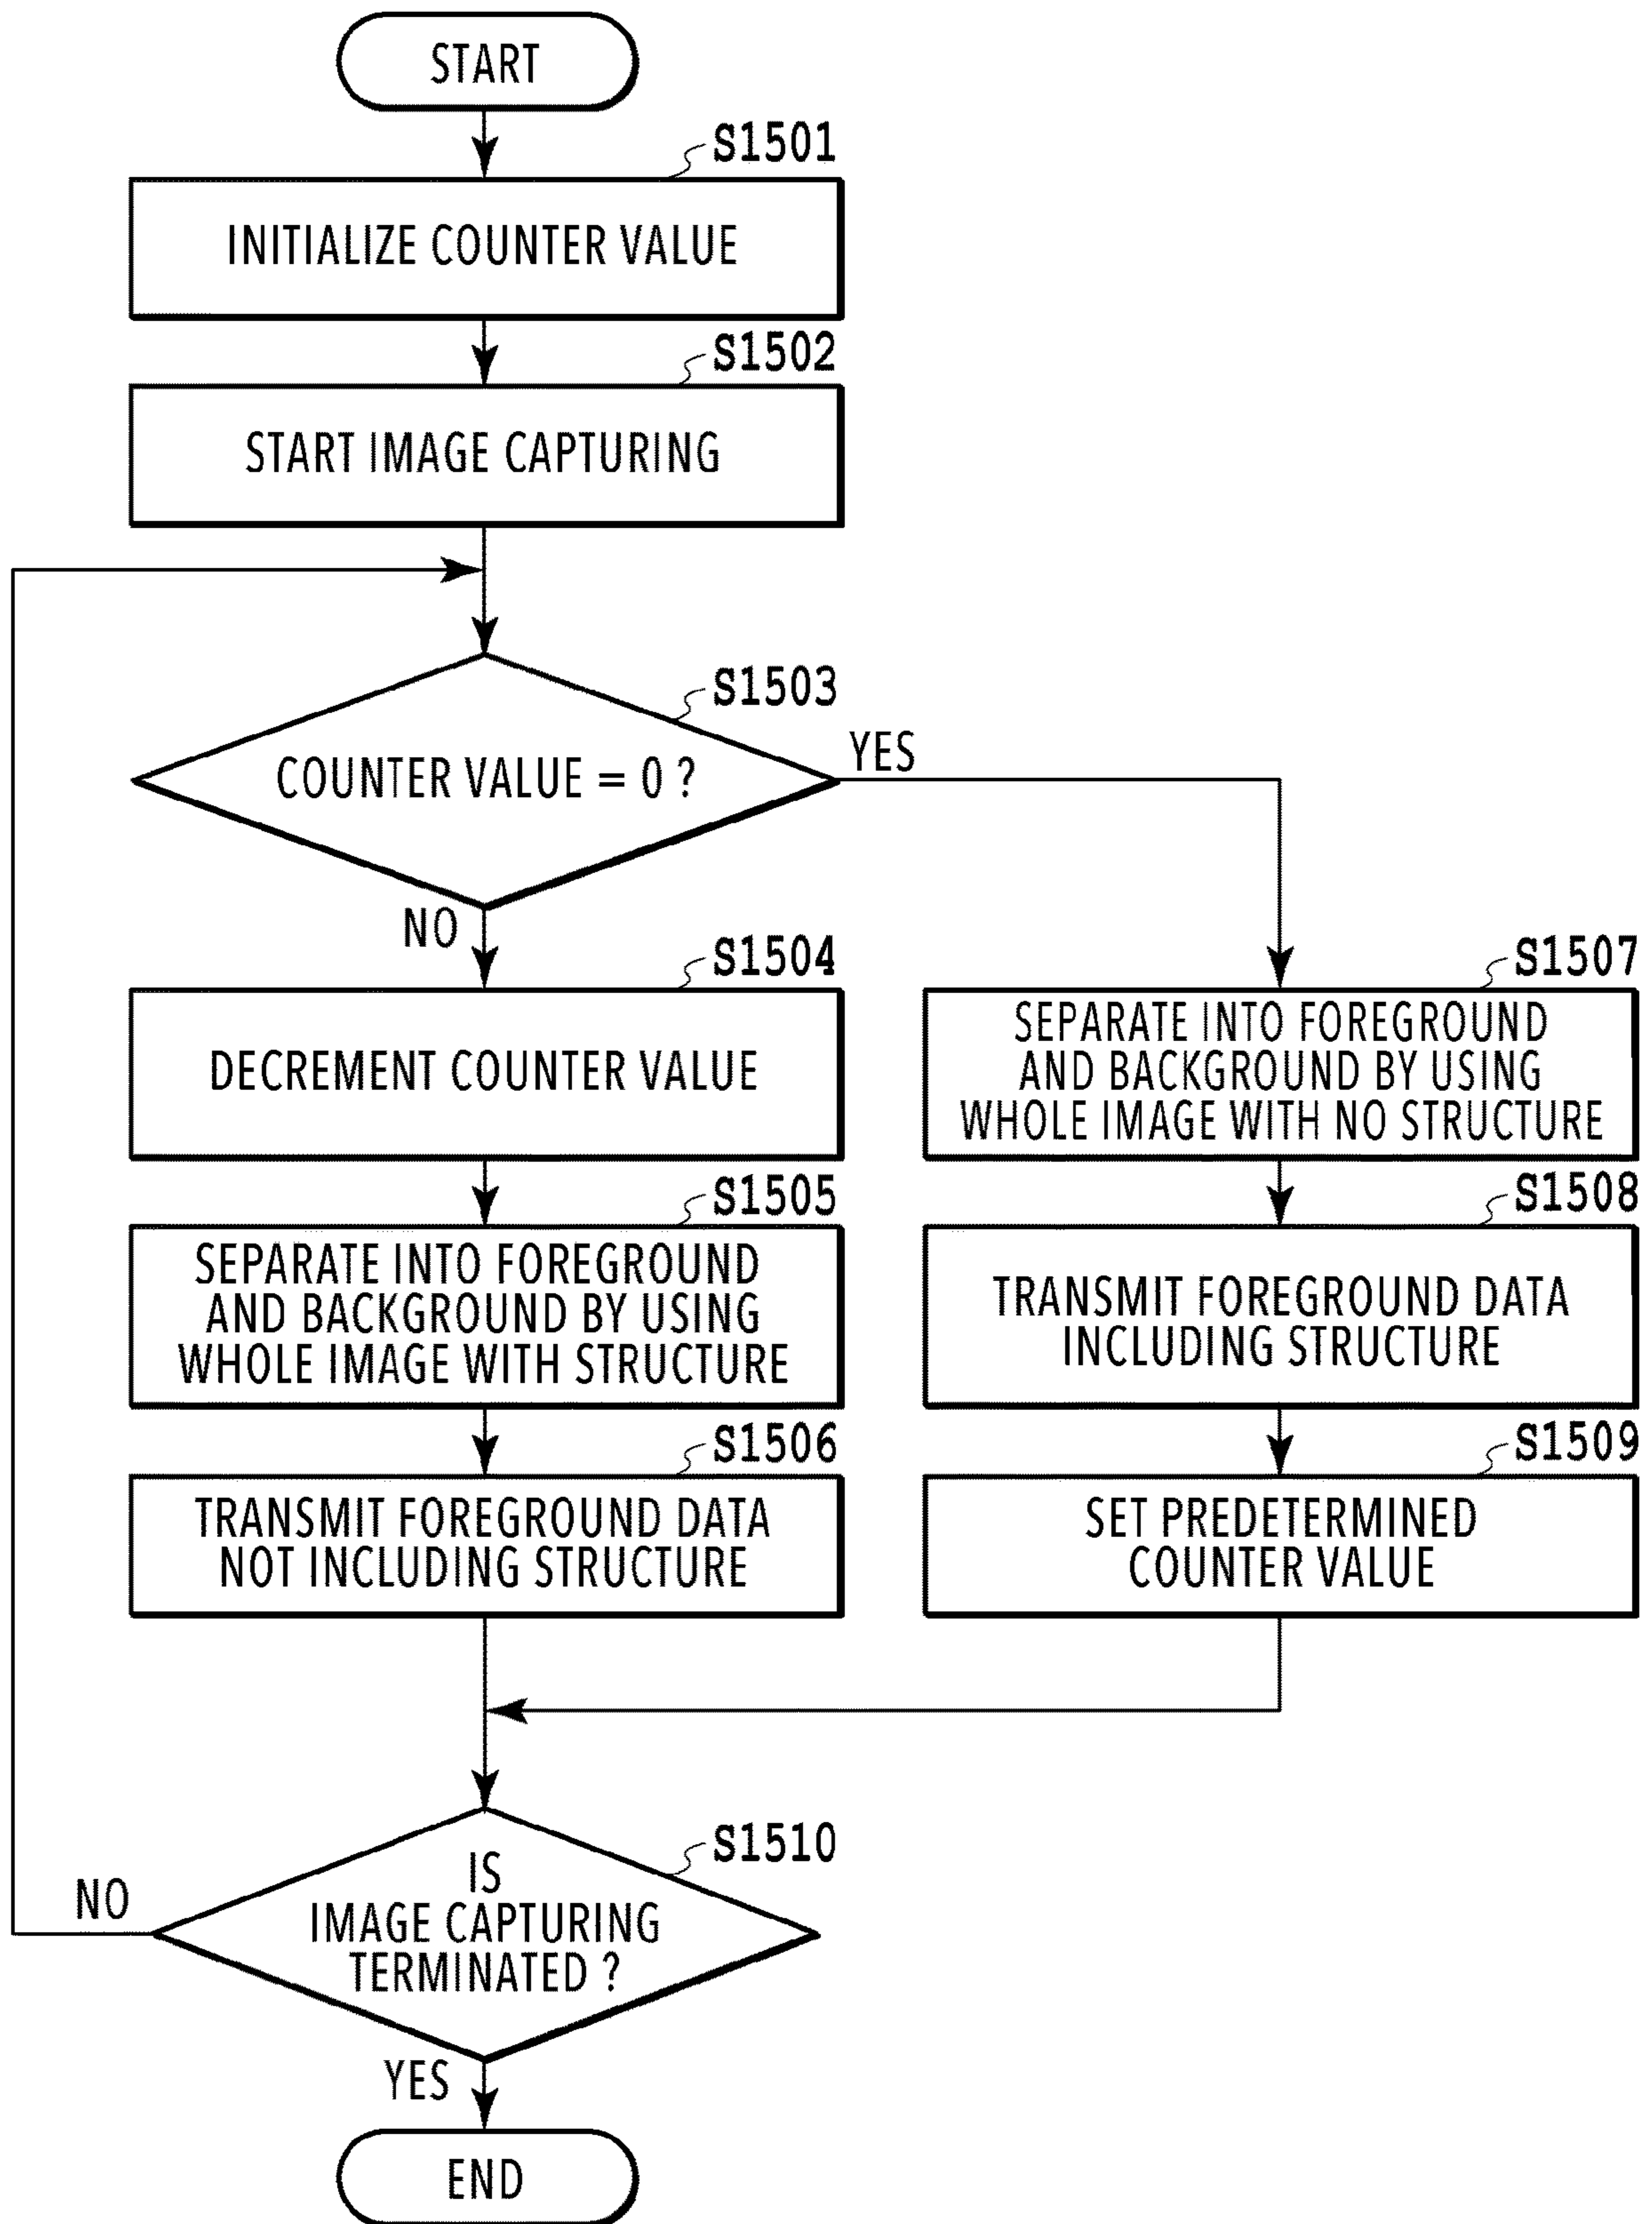 START
S1501
INITIALIZE COUNTER VALUE
S1502
START IMAGE CAPTURING
S1503
COUNTER VALUE = 0 ?
YES
NO
S1504
DECREMENT COUNTER VALUE
S1505
SEPARATE INTO FOREGROUND
AND BACKGROUND BY USING
WHOLE IMAGE WITH STRUCTURE
S1506
TRANSMIT FOREGROUND DATA
NOT INCLUDING STRUCTURE
S1507
SEPARATE INTO FOREGROUND
AND BACKGROUND BY USING
WHOLE IMAGE WITH NO STRUCTURE
S1508
TRANSMIT FOREGROUND DATA
INCLUDING STRUCTURE
S1509
SET PREDETERMINED
COUNTER VALUE
S1510
IS
IMAGE CAPTURING
TERMINATED ?
NO
YES
END